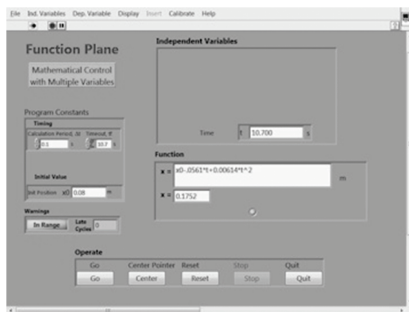 File Ind. Variables Dep. Variable Display Insert Calibrate Help
Function Plane
Mathematical Control
with Multiple Variables
Independent Variables
Time t 10,700 s
Program Constants
Timing
Calculation Period, Δt Timeout, tf
0.1 s 10.7 s
Initial Value
Init Position x0 0.08 m
Function
x = x0-.0561*t+0.00614*t^2 m
x = 0.1752
Warnings
In Range Late
Cycles 0
Operate
Go Center Pointer Reset Stop Quit
Go Center Reset Stop Quit